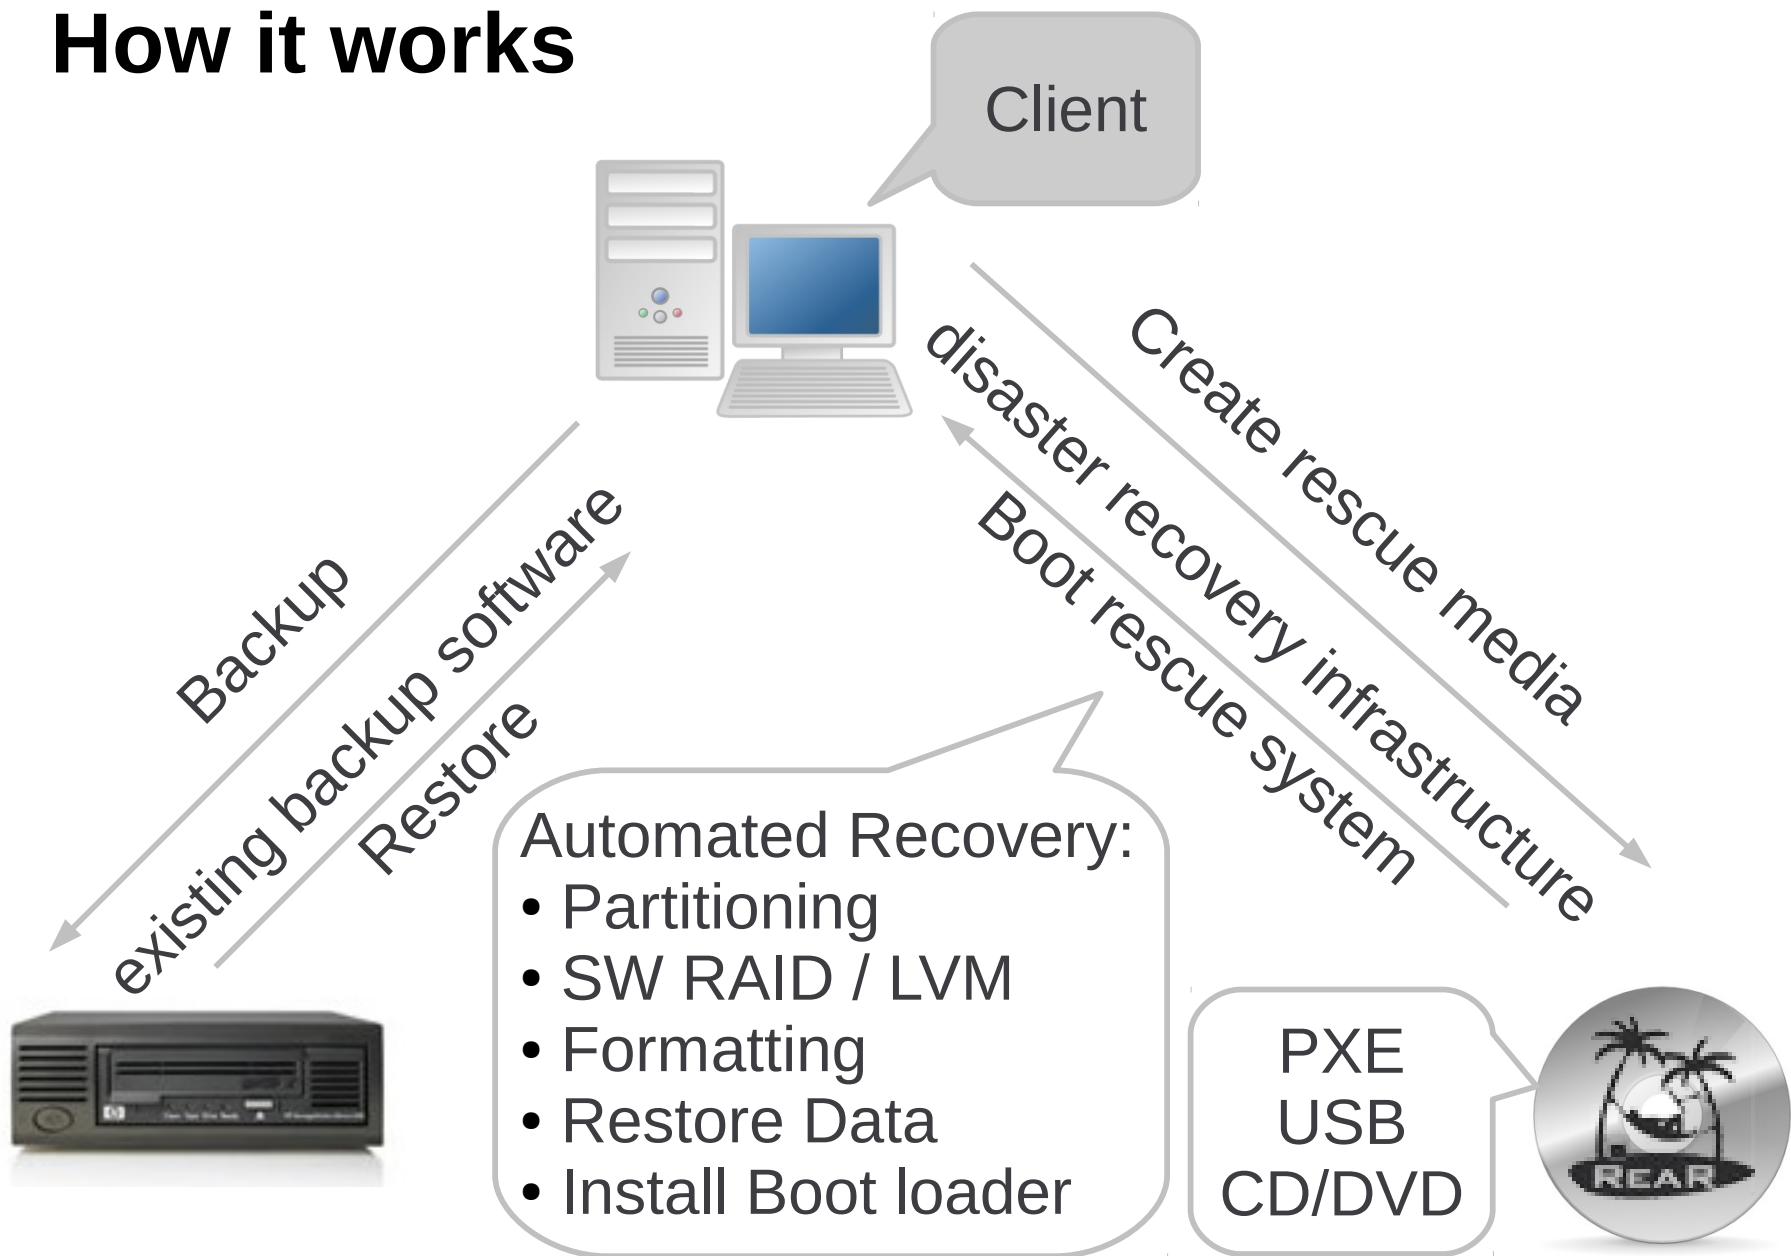 How it works
Client
Create rescue media
disaster recovery infrastructure
Boot rescue system
Backup
existing backup software
Restore
Automated Recovery:
• Partitioning
• SW RAID / LVM
• Formatting
• Restore Data
• Install Boot loader
PXE
USB
CD/DVD
REAR